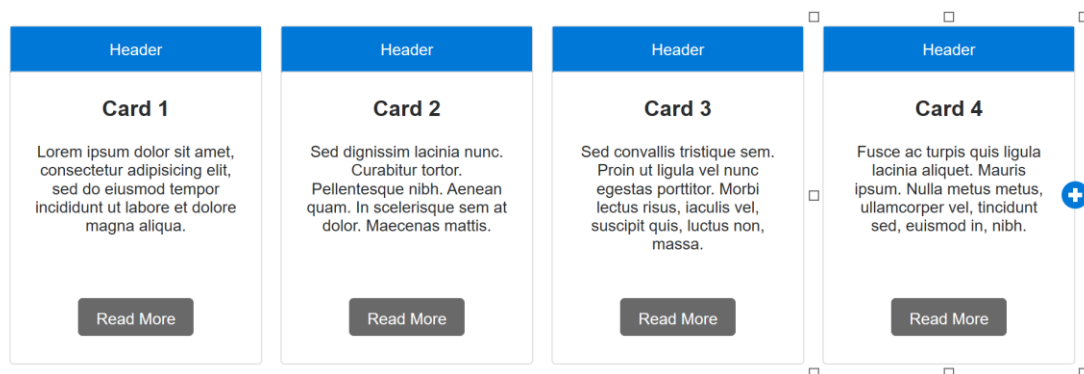 Header
Card 1
Lorem ipsum dolor sit amet,
consectetur adipisicing elit,
sed do eiusmod tempor
incididunt ut labore et dolore
magna aliqua.
Read More
Header
Card 2
Sed dignissim lacinia nunc.
Curabitur tortor.
Pellentesque nibh. Aenean
quam. In scelerisque sem at
dolor. Maecenas mattis.
Read More
Header
Card 3
Sed convallis tristique sem.
Proin ut ligula vel nunc
egestas porttitor. Morbi
lectus risus, iaculis vel,
suscipit quis, luctus non,
massa.
Read More
Header
Card 4
Fusce ac turpis quis ligula
lacinia aliquet. Mauris
ipsum. Nulla metus metus,
ullamcorper vel, tincidunt
sed, euismod in, nibh.
Read More